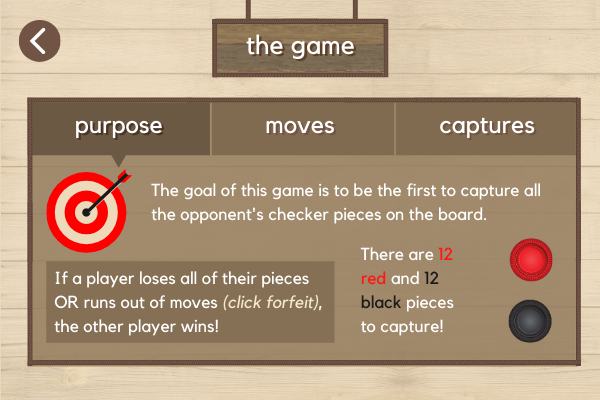 the game
purpose
moves
captures
The goal of this game is to be the first to capture all
the opponent's checker pieces on the board.
If a player loses all of their pieces
OR runs out of moves (click forfeit),
the other player wins!
There are 12
red and 12
black pieces
to capture!